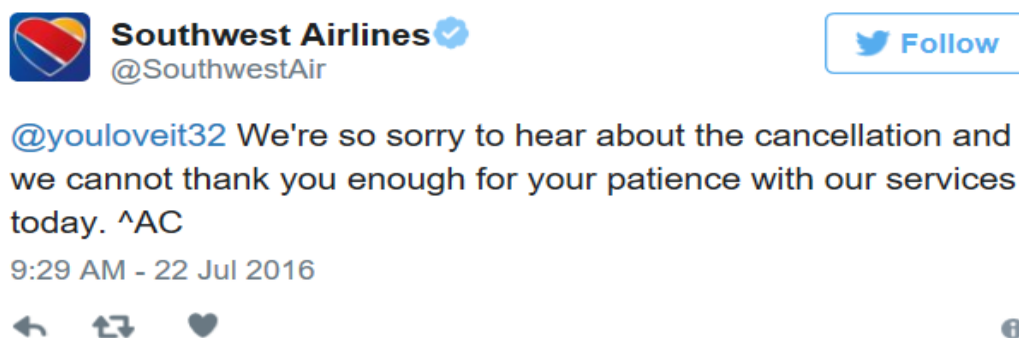 Southwest Airlines
@SouthwestAir
Follow
@youloveit32 We're so sorry to hear about the cancellation and
we cannot thank you enough for your patience with our services
today. ^AC
9:29 AM - 22 Jul 2016